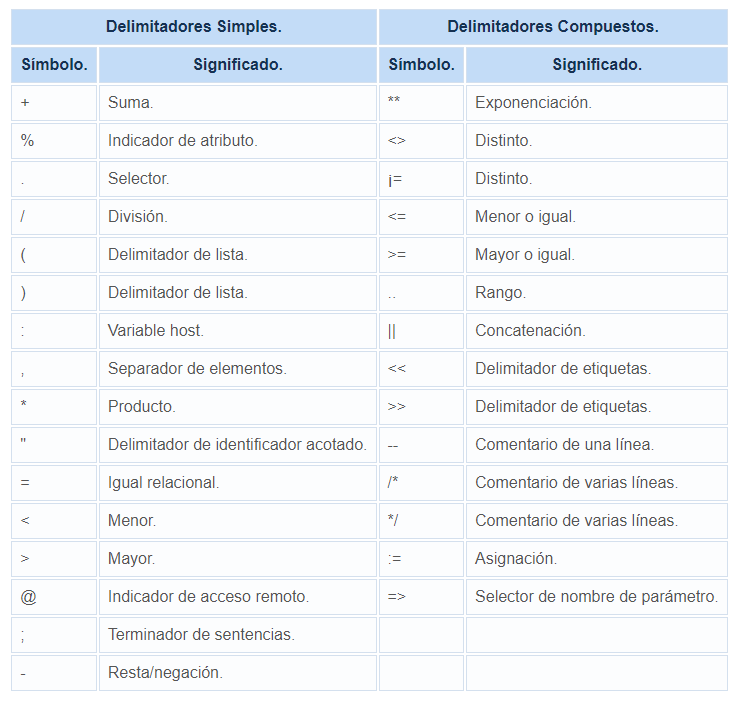 Delimitadores Simples. Delimitadores Compuestos.
Símbolo. Significado. Símbolo. Significado.
+ Suma. ** Exponenciación.
% Indicador de atributo. <> Distinto.
. Selector. ¡= Distinto.
/ División. <= Menor o igual.
( Delimitador de lista. >= Mayor o igual.
) Delimitador de lista. .. Rango.
: Variable host. || Concatenación.
, Separador de elementos. << Delimitador de etiquetas.
* Producto. >> Delimitador de etiquetas.
" Delimitador de identificador acotado. -- Comentario de una línea.
= Igual relacional. /* Comentario de varias líneas.
< Menor. */ Comentario de varias líneas.
> Mayor. := Asignación.
@ Indicador de acceso remoto. => Selector de nombre de parámetro.
; Terminador de sentencias.
- Resta/negación.